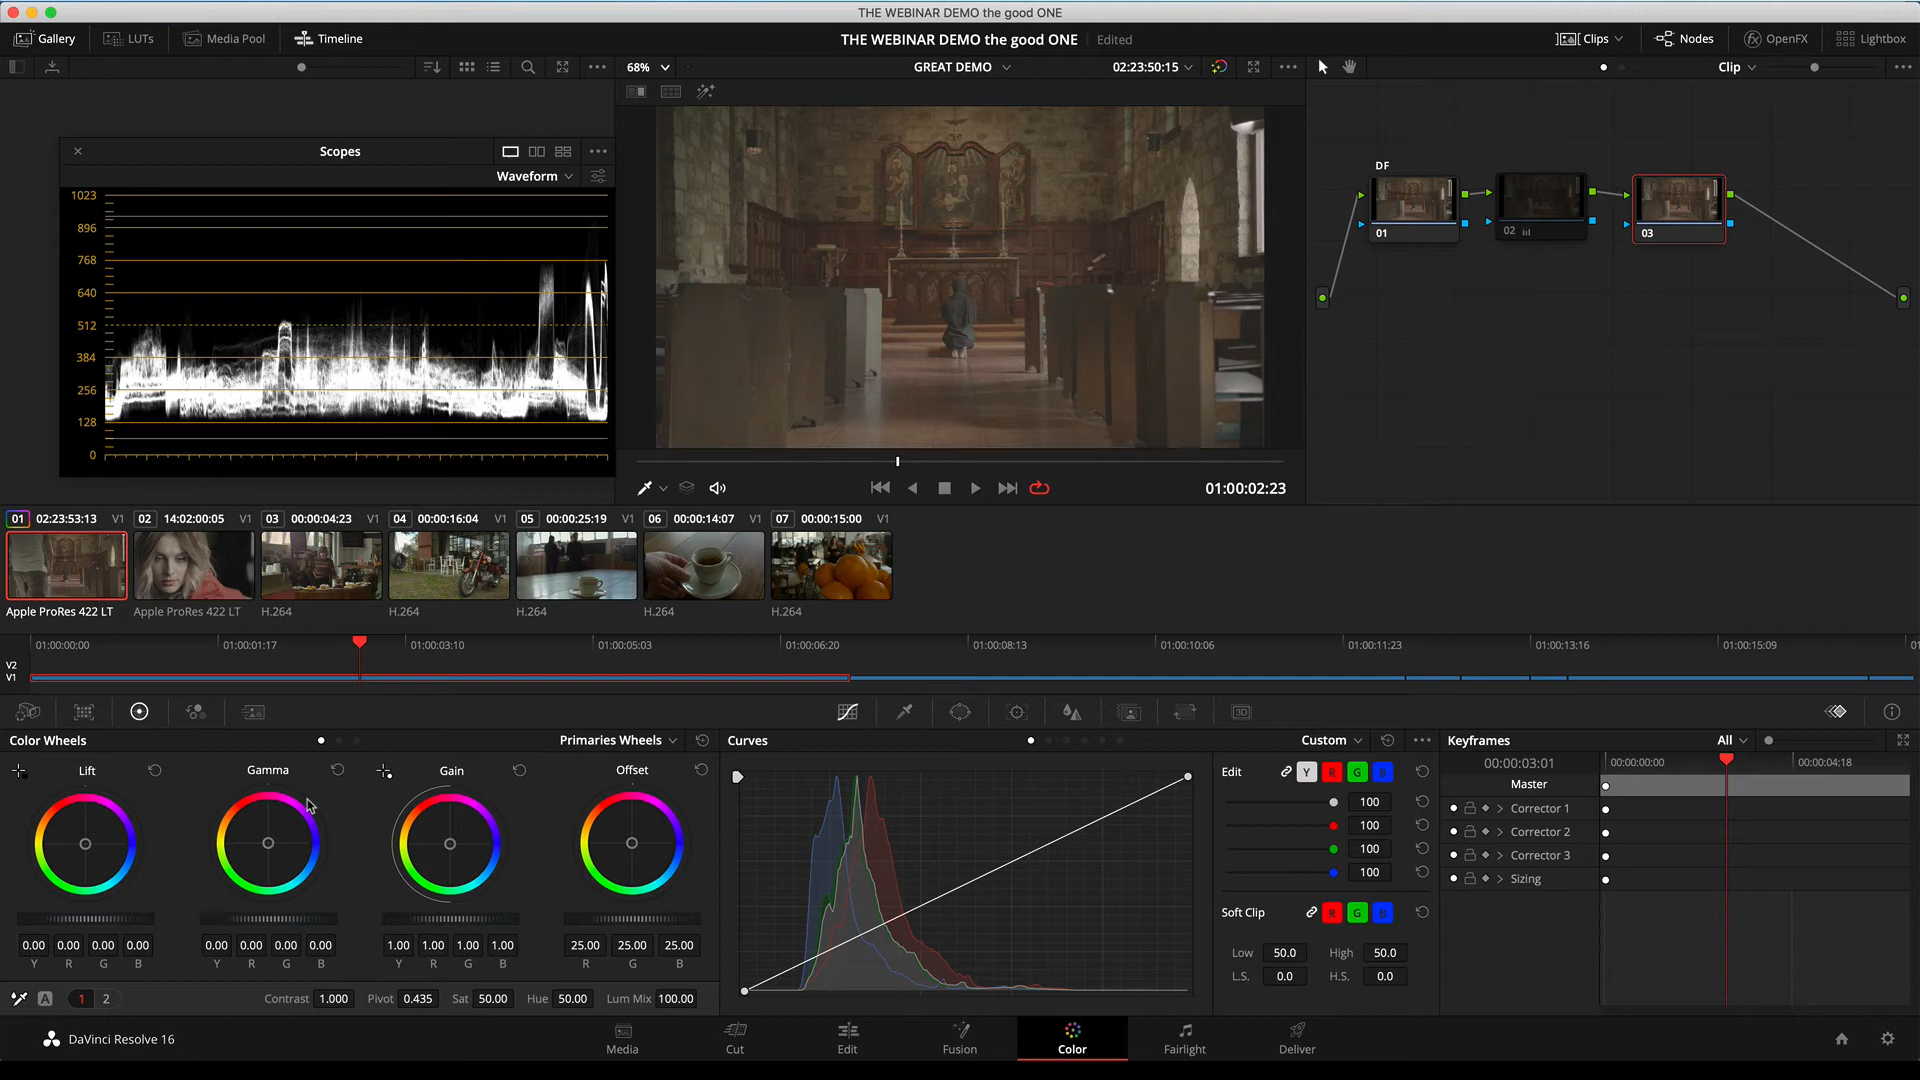 THE WEBINAR DEMO the good ONE
Gallery LUTs Media Pool Timeline THE WEBINAR DEMO the good ONE Edited Clips Nodes OpenFX Lightbox
68% GREAT DEMO 02:23:50:15 Clip
Scopes
Waveform
1023
896
768
640
512
384
256
128
0
DF
01
02
03
01:00:02:23
01 02:23:53:13 V1 02 14:02:00:05 V1 03 00:00:04:23 V1 04 00:00:16:04 V1 05 00:00:25:19 V1 06 00:00:14:07 V1 07 00:00:15:00 V1
Apple ProRes 422 LT Apple ProRes 422 LT H.264 H.264 H.264 H.264 H.264
01:00:00:00 01:00:01:17 01:00:03:10 01:00:05:03 01:00:06:20 01:00:08:13 01:00:10:06 01:00:11:23 01:00:13:16 01:00:15:09 01
V2
V1
3D
Color Wheels Primaries Wheels Curves Custom Keyframes All
Lift Gamma Gain Offset
Edit Y R G B
100
100
100
100
Soft Clip R G B
Low 50.0 High 50.0
L.S. 0.0 H.S. 0.0
00:00:03:01 00:00:00:00 00:00:04:18
Master
Corrector 1
Corrector 2
Corrector 3
Sizing
0.00 0.00 0.00 0.00 0.00 0.00 0.00 0.00 1.00 1.00 1.00 1.00 25.00 25.00 25.00
Y R G B Y R G B Y R G B R G B
A 1 2 Contrast 1.000 Pivot 0.435 Sat 50.00 Hue 50.00 Lum Mix 100.00
DaVinci Resolve 16 Media Cut Edit Fusion Color Fairlight Deliver